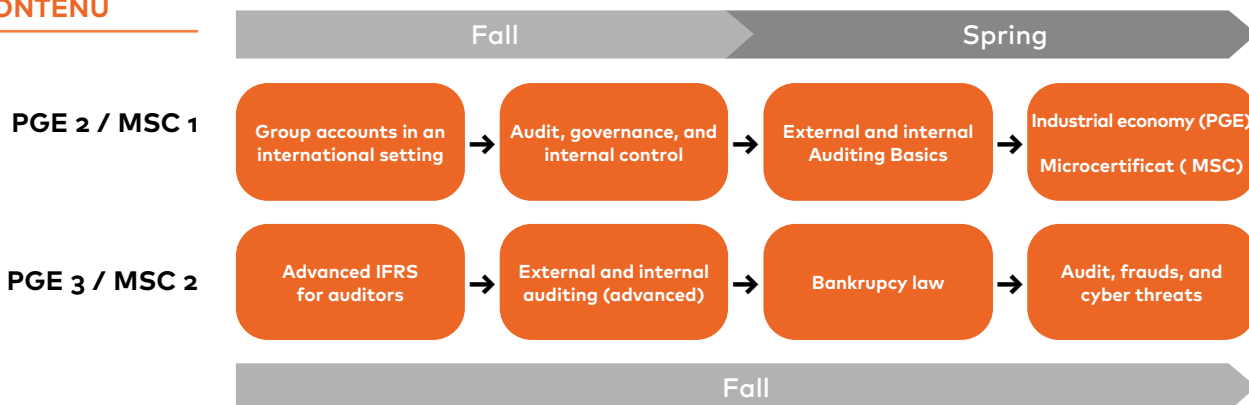 ONTENU
Fall
Spring
PGE 2 / MSC 1
Group accounts in an
international setting
Audit, governance, and
internal control
External and internal
Auditing Basics
Industrial economy (PGE)
Microcertificat ( MSC)
PGE 3 / MSC 2
Advanced IFRS
for auditors
External and internal
auditing (advanced)
Bankrupcy law
Audit, frauds, and
cyber threats
Fall